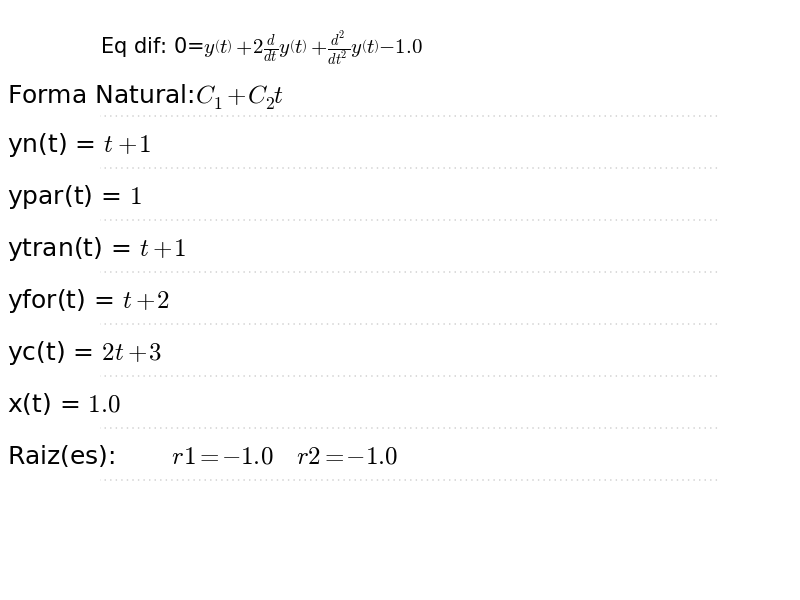 Eq dif: 0=y(t)+2\frac{d}{dt}y(t)+\frac{d^2}{dt^2}y(t)−1.0
Forma Natural:C_1+C_2t
yn(t) = t+1
ypar(t) = 1
ytran(t) = t+1
yfor(t) = t+2
yc(t) = 2t+3
x(t) = 1.0
Raiz(es): r1=−1.0 r2=−1.0